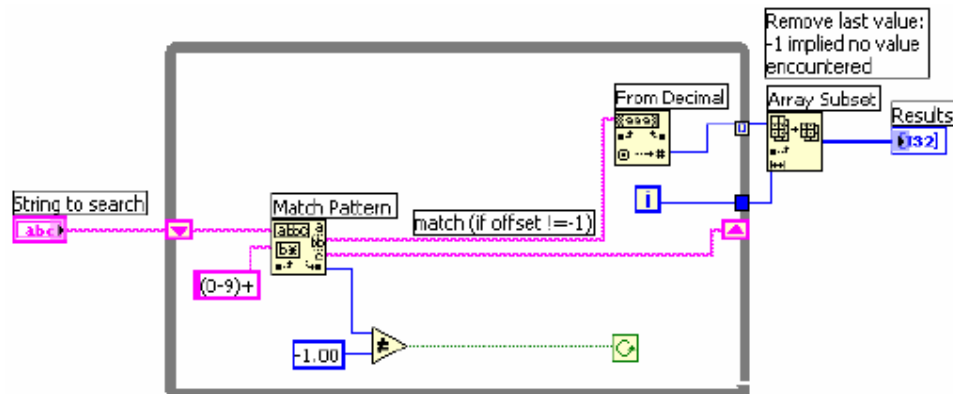 Remove last value:
-1 implied no value
encountered
From Decimal
Array Subset
Results
I32]
String to search
abc
Match Pattern
match (if offset !=-1)
i
(0-9)+
-1.00
≠